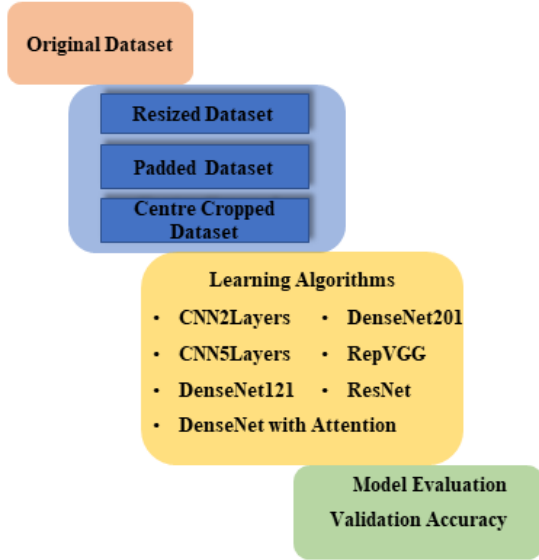 Original Dataset
Resized Dataset
Padded Dataset
Centre Cropped
Dataset
Learning Algorithms
• CNN2Layers • DenseNet201
• CNN5Layers • RepVGG
• DenseNet121 • ResNet
• DenseNet with Attention
Model Evaluation
Validation Accuracy